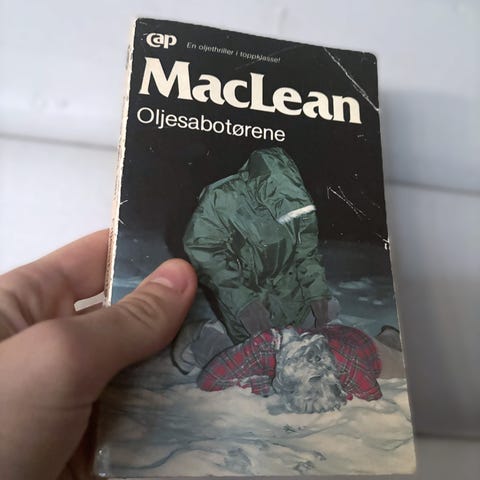 Cap
En oljethriller i toppklasse!
MacLean
Oljesabotørene